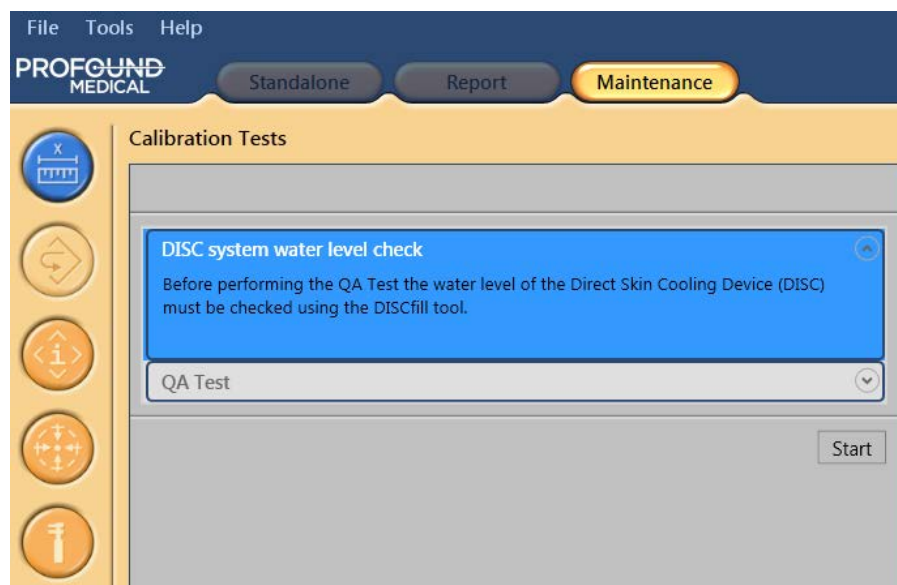 File Tools Help
PROFOUND
MEDICAL
Standalone Report Maintenance
Calibration Tests
x
DISC system water level check
Before performing the QA Test the water level of the Direct Skin Cooling Device (DISC)
must be checked using the DISCfill tool.
i
QA Test
Start